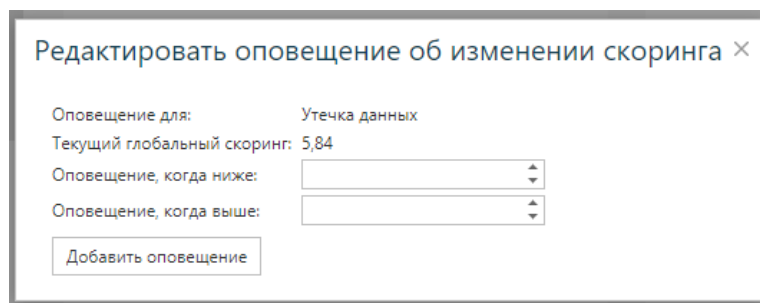 Редактировать оповещение об изменении скоринга
Оповещение для: Утечка данных
Текущий глобальный скоринг: 5,84
Оповещение, когда ниже:
Оповещение, когда выше:
Добавить оповещение